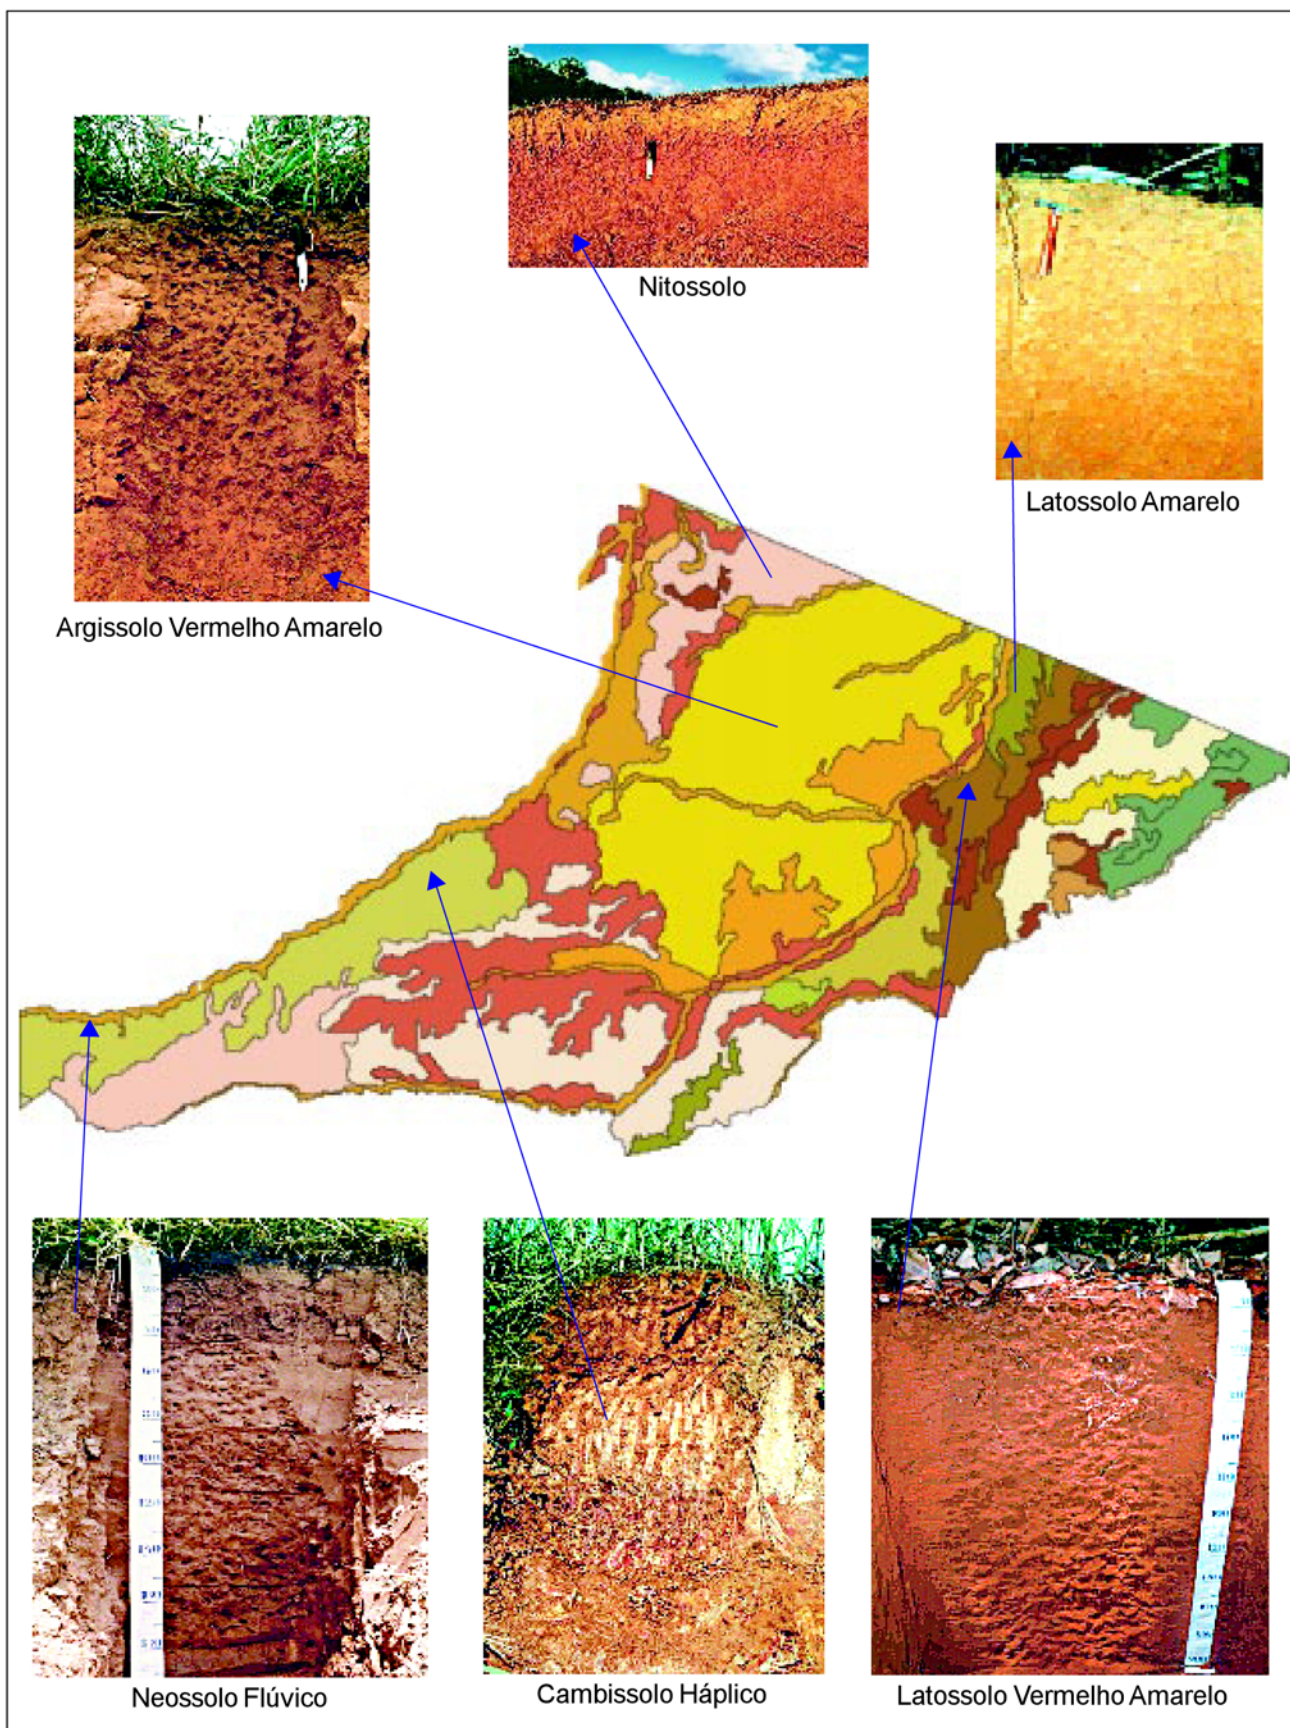 Nitossolo
Latossolo Amarelo
Argissolo Vermelho Amarelo
Neossolo Flúvico
Cambissolo Háplico
Latossolo Vermelho Amarelo